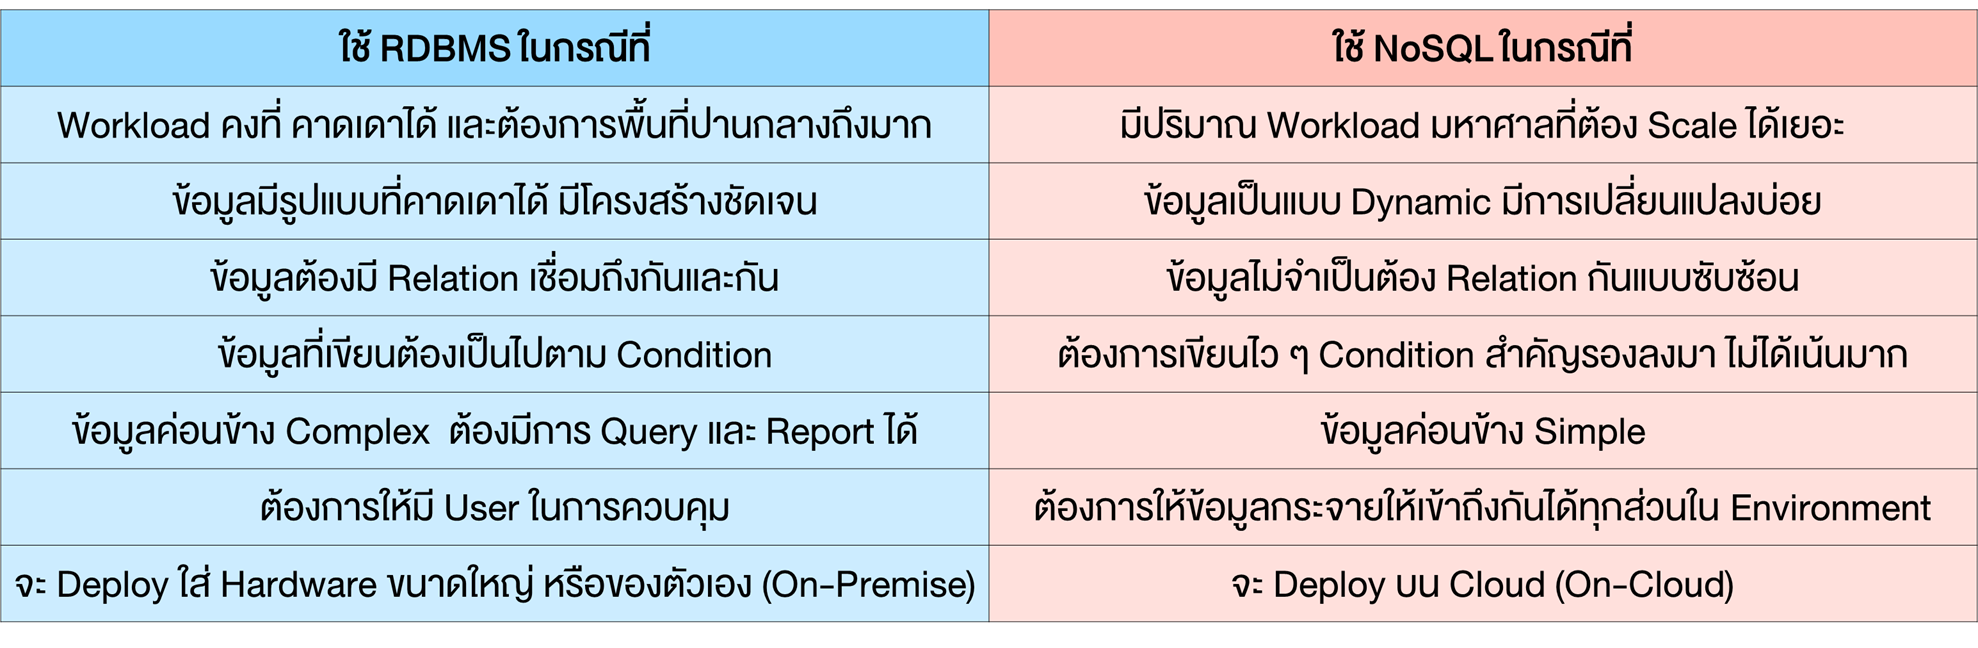 ใช้ RDBMS ในกรณีที่
ใช้ NoSQL ในกรณีที่
Workload คงที่ คาดเดาได้ และต้องการพื้นที่ปานกลางถึงมาก
มีปริมาณ Workload มหาศาลที่ต้อง Scale ได้เยอะ
ข้อมูลมีรูปแบบที่คาดเดาได้ มีโครงสร้างชัดเจน
ข้อมูลเป็นแบบ Dynamic มีการเปลี่ยนแปลงบ่อย
ข้อมูลต้องมี Relation เชื่อมถึงกันและกัน
ข้อมูลไม่จำเป็นต้อง Relation กันแบบซับซ้อน
ข้อมูลที่เขียนต้องเป็นไปตาม Condition
ต้องการเขียนไว ๆ Condition สำคัญรองลงมา ไม่ได้เน้นมาก
ข้อมูลค่อนข้าง Complex  ต้องมีการ Query และ Report ได้
ข้อมูลค่อนข้าง Simple
ต้องการให้มี User ในการควบคุม
ต้องการให้ข้อมูลกระจายให้เข้าถึงกันได้ทุกส่วนใน Environment
จะ Deploy ใส่ Hardware ขนาดใหญ่ หรือของตัวเอง (On-Premise)
จะ Deploy บน Cloud (On-Cloud)